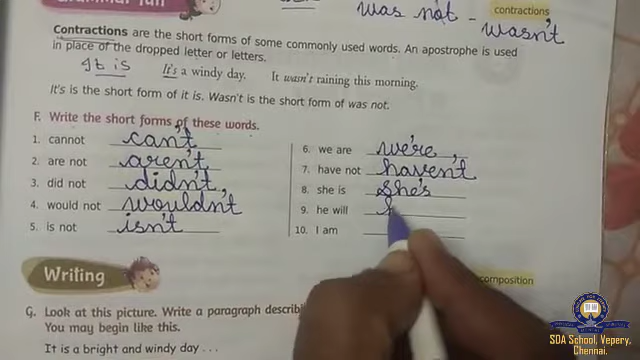 was not - wasn't
contractions
Contractions are the short forms of some commonly used words. An apostrophe is used
in place of the dropped letter or letters.
It is
It's a windy day. It wasn't raining this morning.
It's is the short form of it is. Wasn't is the short form of was not.
F. Write the short forms of these words.
1. cannot can't
2. are not aren't
3. did not didn't
4. would not wouldn't
5. is not isn't
6. we are we're
7. have not haven't
8. she is she's
9. he will h
10. I am
Writing
composition
G. Look at this picture. Write a paragraph
You may begin like this.
It is a bright and windy day ...
SDA School, Vepery,
Chennai.